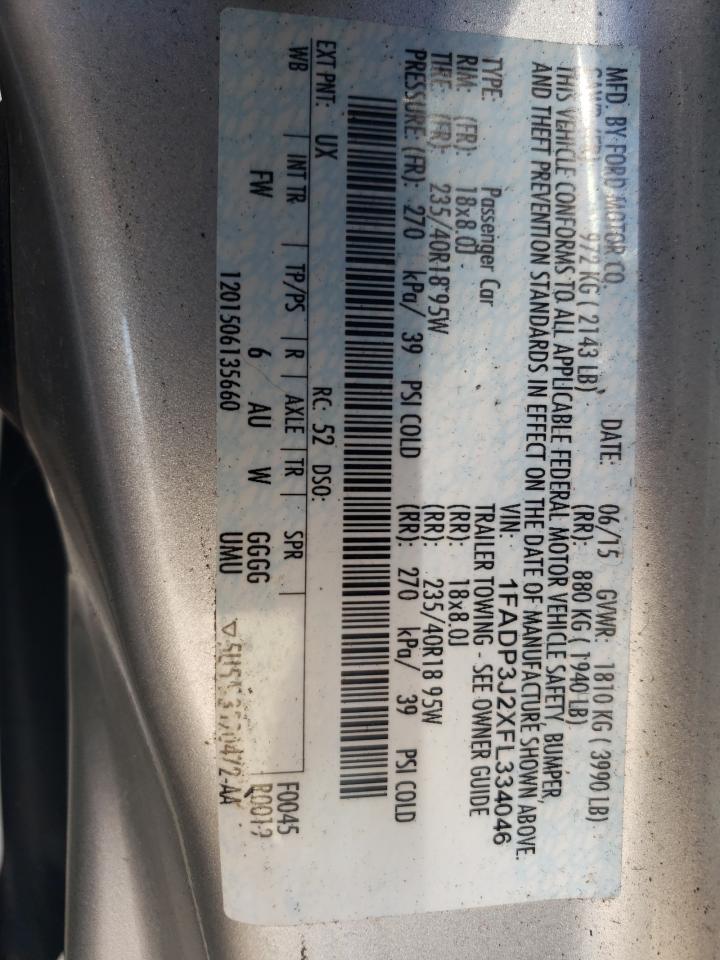 MFD. BY FORD MOTOR CO.
DATE: 06/15 GVWR: 1810 KG ( 3990 LB)
972 KG ( 2143 LB) (RR): 880 KG ( 1940 LB)
THIS VEHICLE CONFORMS TO ALL APPLICABLE FEDERAL MOTOR VEHICLE SAFETY, BUMPER,
AND THEFT PREVENTION STANDARDS IN EFFECT ON THE DATE OF MANUFACTURE SHOWN ABOVE.
VIN: 1FADP3J2XFL334046
TYPE: Passenger Car TRAILER TOWING - SEE OWNER GUIDE
RIM: (FR): 18x8.0J (RR): 18x8.0J
TIRE: (FR): 235/40R18 95W (RR): 235/40R18 95W
PRESSURE: (FR): 270 kPa/ 39 PSI COLD (RR): 270 kPa/ 39 PSI COLD
EXT PNT: UX RC: 52 DSO:
WB | INT TR | TP/PS | R | AXLE | TR | SPR F0045
FW 6 AU W GGGG
1201506135660 UMU